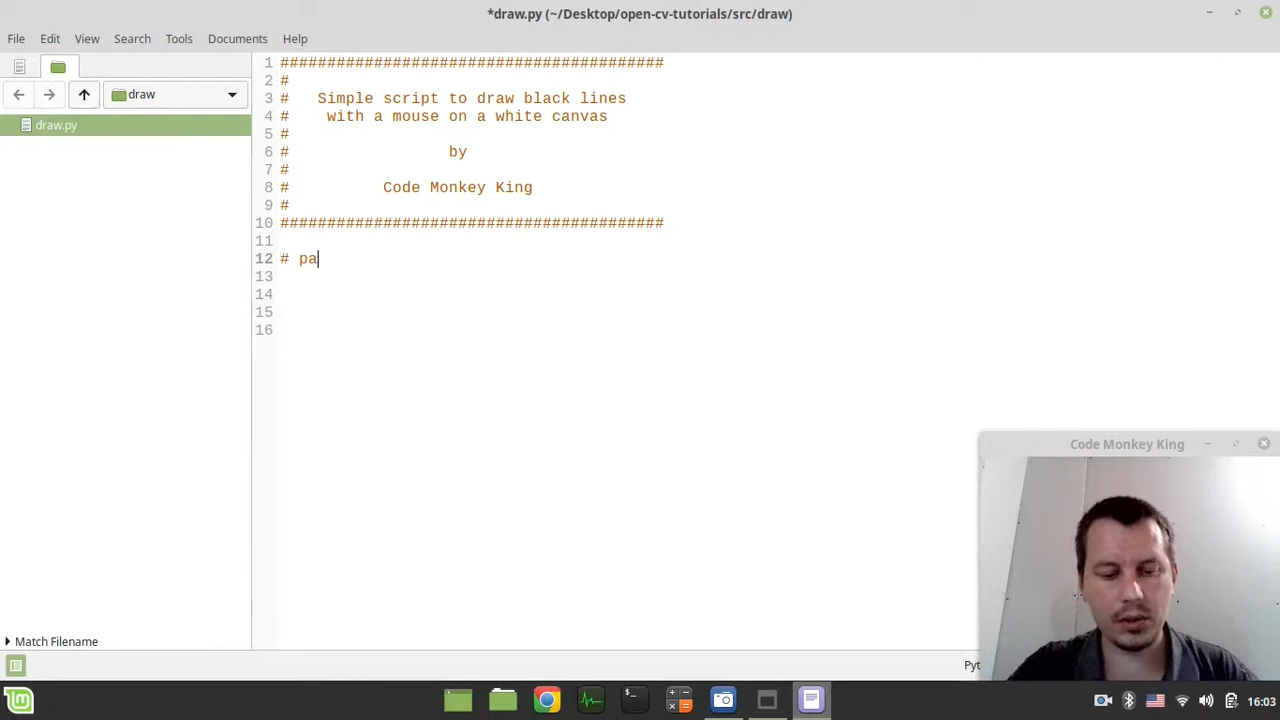 *draw.py (~/Desktop/open-cv-tutorials/src/draw)
File Edit View Search Tools Documents Help
draw
draw.py
1 #########################################
2 #
3 # Simple script to draw black lines
4 # with a mouse on a white canvas
5 #
6 # by
7 #
8 # Code Monkey King
9 #
10 #########################################
11
12 # pa
13
14
15
16
Code Monkey King
Match Filename
Pyt
16:03